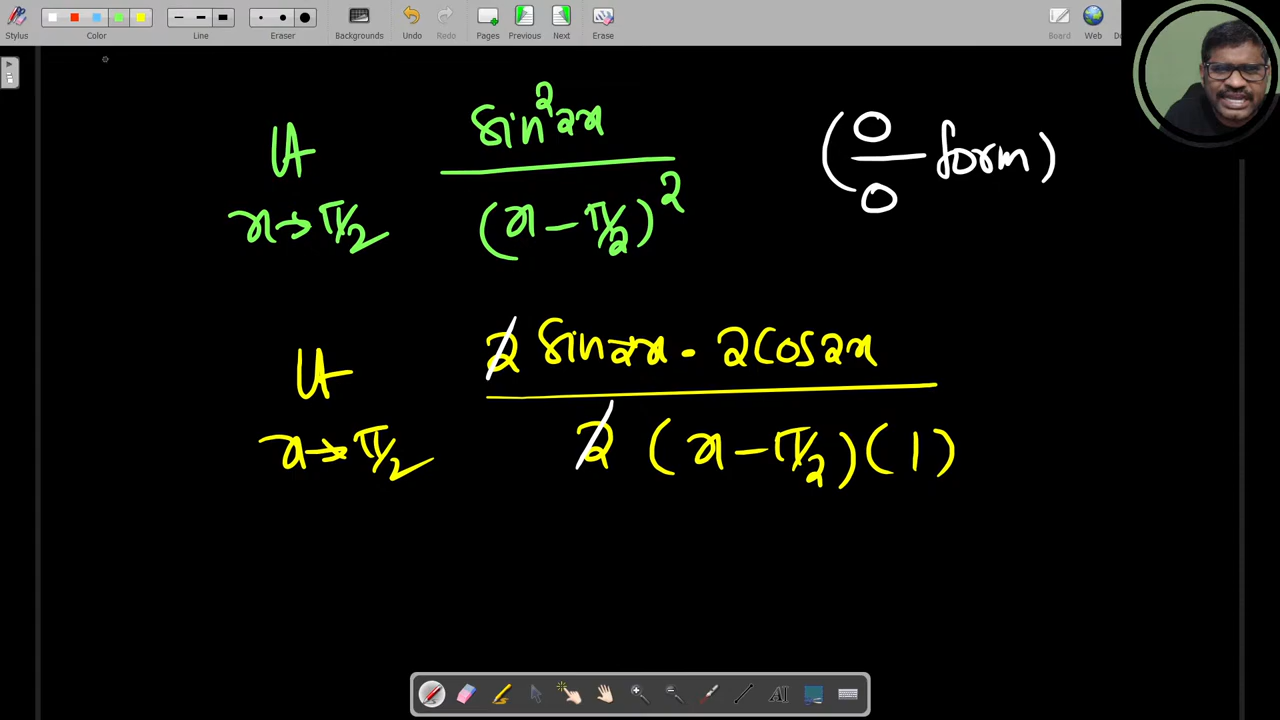 Stylus Color Line Eraser Backgrounds Undo Redo Pages Previous Next Erase Board Web
Lt x→π/2 sin²2x / (x - π/2)² (0/0 form)
Lt x→π/2 2 sin2x · 2cos2x / 2 (x - π/2)(1)